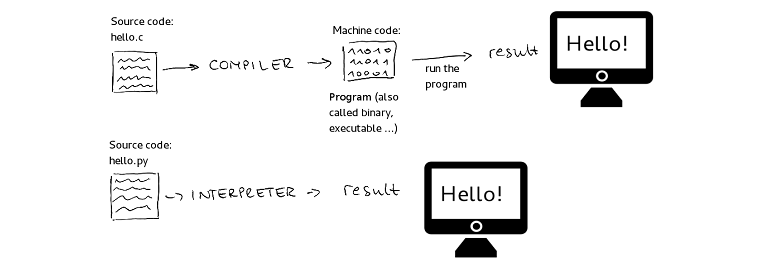 Source code:
hello.c
COMPILER
Machine code:
11010
11011
10001
Program (also
called binary,
executable ...)
run the
program
result
Hello!
Source code:
hello.py
INTERPRETER
result
Hello!